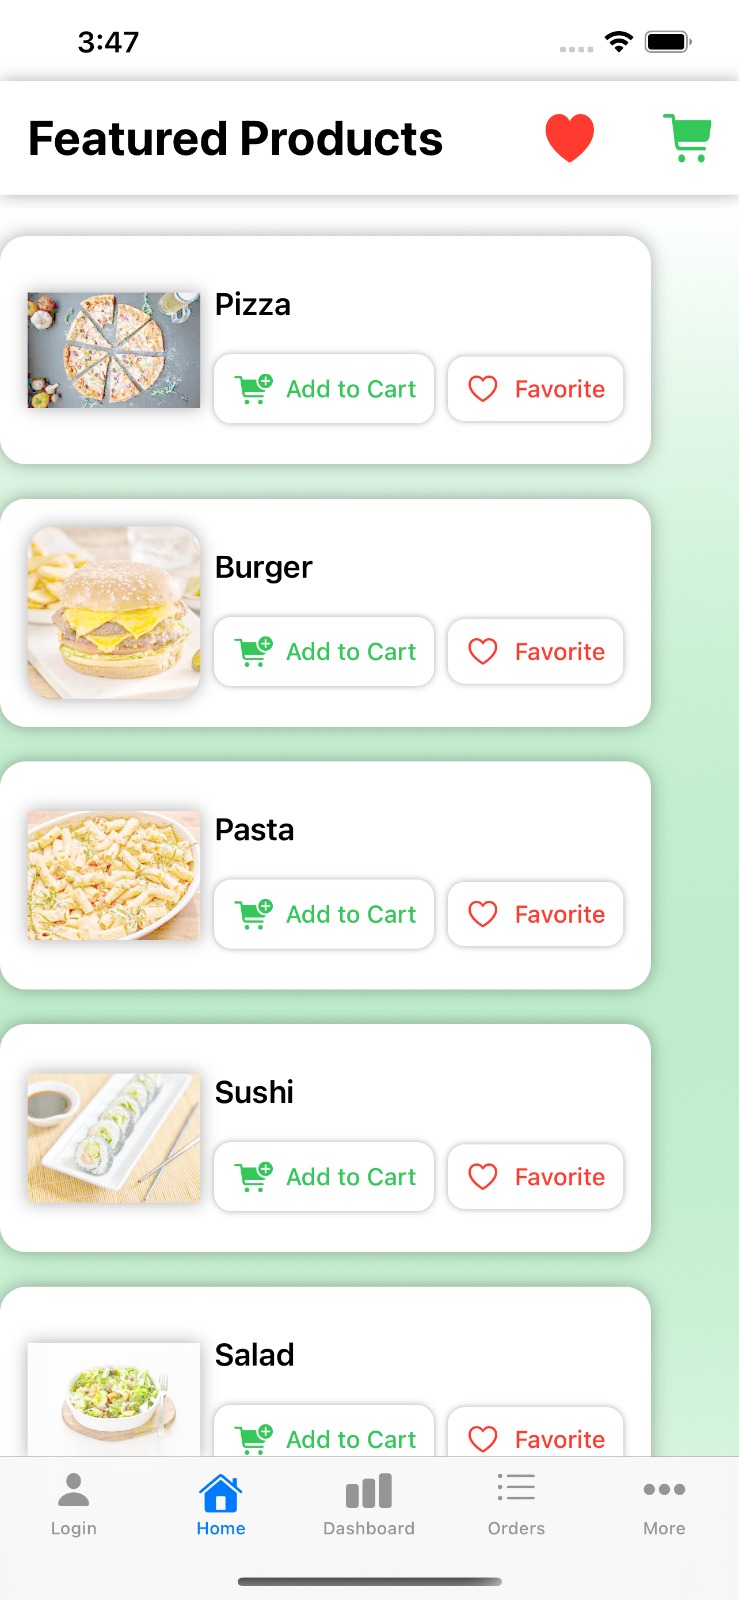 3:47
Featured Products
Pizza
Add to Cart Favorite
Burger
Add to Cart Favorite
Pasta
Add to Cart Favorite
Sushi
Add to Cart Favorite
Salad
Add to Cart Favorite
Login Home Dashboard Orders More